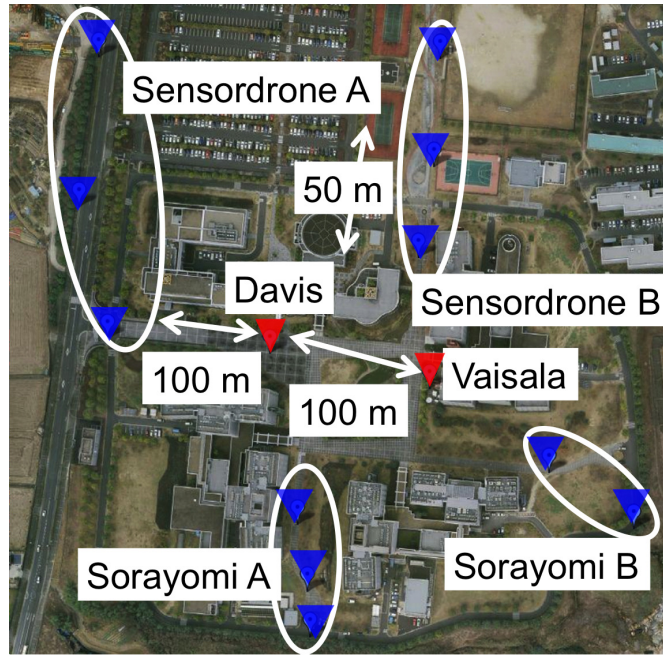 Sensordrone A
50 m
Davis
Sensordrone B
100 m
Vaisala
100 m
Sorayomi A
Sorayomi B